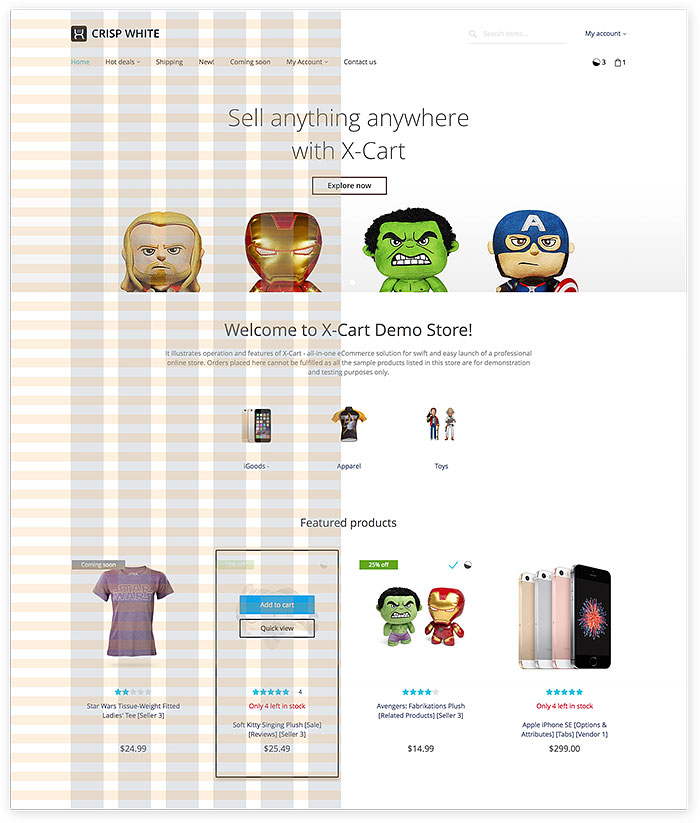 CRISP WHITE
Search items...
My account
Home Hot deals Shipping New! Coming soon My Account Contact us
3 1
Sell anything anywhere
with X-Cart
Explore now
Welcome to X-Cart Demo Store!
It illustrates operation and features of X-Cart - all-in-one eCommerce solution for swift and easy launch of a professional
online store. Orders placed here cannot be fulfilled as all the sample products listed in this store are for demonstration
and testing purposes only.
iGoods -
Apparel
Toys
Featured products
Coming soon
STAR
WARS
Star Wars Tissue-Weight Fitted
Ladies' Tee [Seller 3]
$24.99
Add to cart
Quick view
4
Only 4 left in stock
Soft Kitty Singing Plush [Sale]
[Reviews] [Seller 3]
$25.49
25% off
Avengers: Fabrikations Plush
[Related Products] [Seller 3]
$14.99
Only 4 left in stock
Apple iPhone SE [Options &
Attributes] [Tabs] [Vendor 1]
$299.00